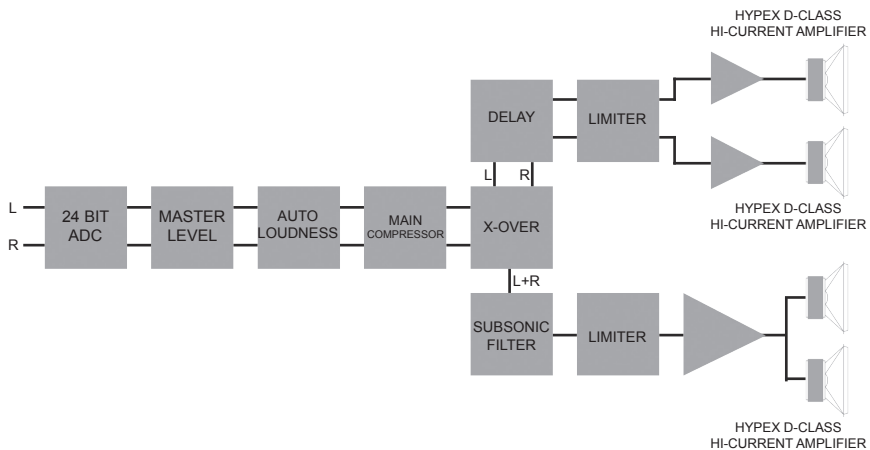 HYPEX D-CLASS
HI-CURRENT AMPLIFIER
DELAY
LIMITER
L
R
HYPEX D-CLASS
HI-CURRENT AMPLIFIER
L
R
24 BIT
ADC
MASTER
LEVEL
AUTO
LOUDNESS
MAIN
COMPRESSOR
X-OVER
L+R
SUBSONIC
FILTER
LIMITER
HYPEX D-CLASS
HI-CURRENT AMPLIFIER